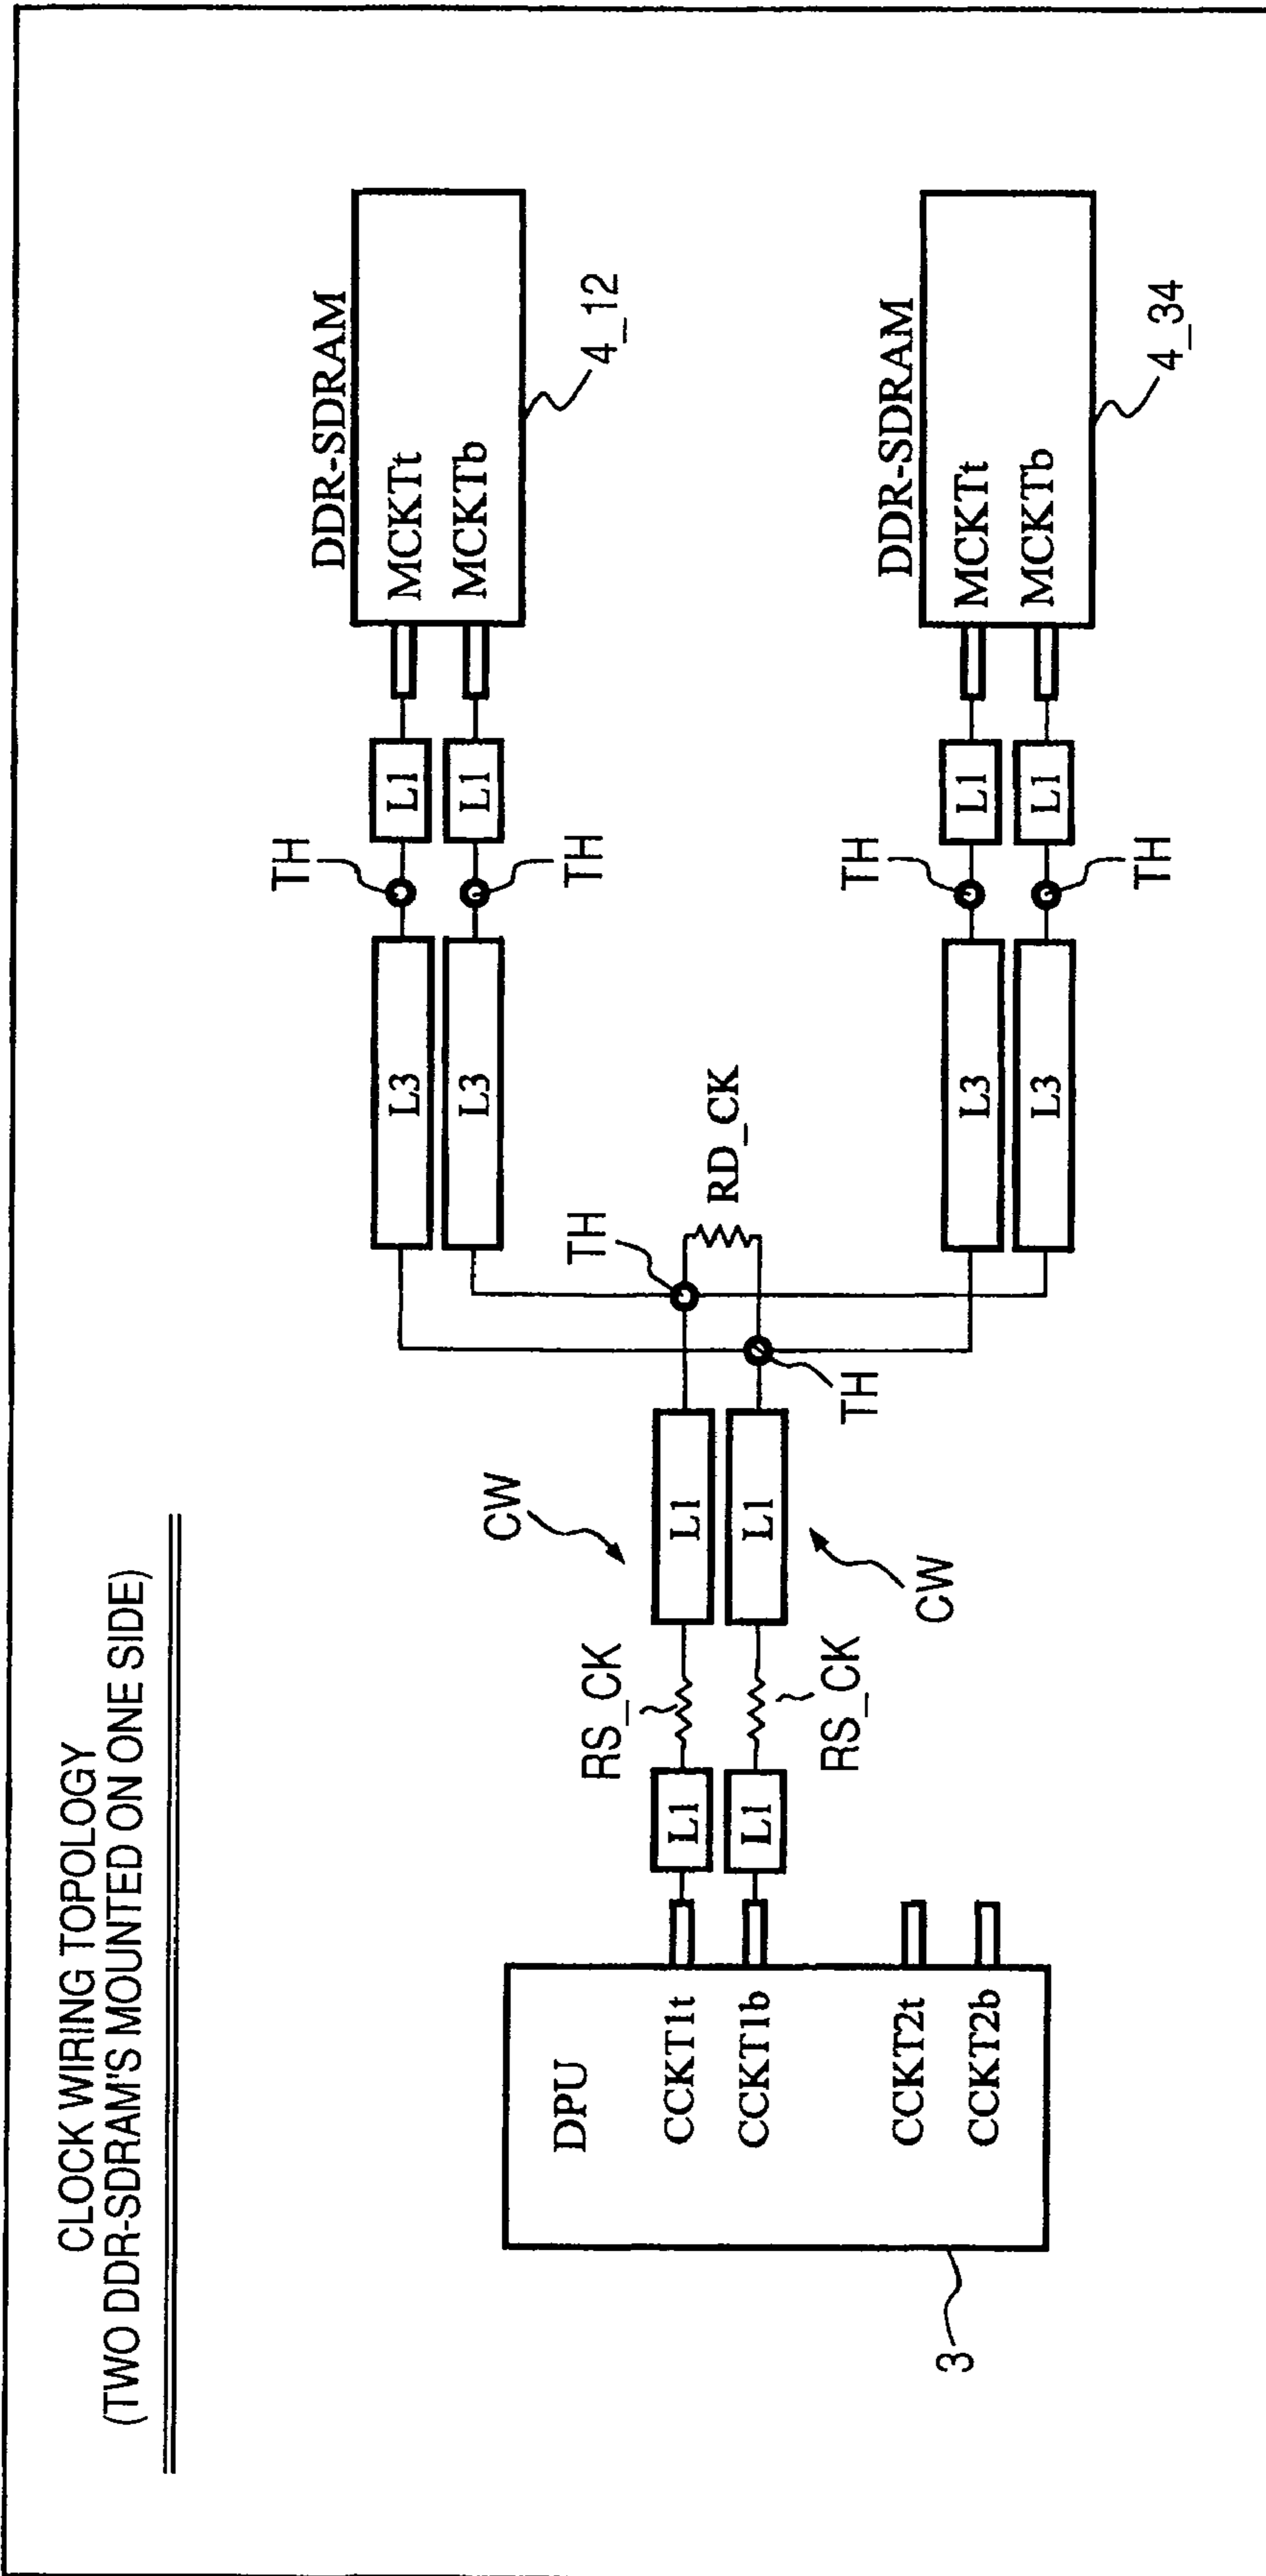 CLOCK WIRING TOPOLOGY
(TWO DDR-SDRAM'S MOUNTED ON ONE SIDE)
DDR-SDRAM
MCKTt
MCKTb
4_12
L1
L1
TH
TH
L3
L3
DPU
CCKT1t
CCKT1b
CCKT2t
CCKT2b
3
L1
L1
RS_CK
RS_CK
L1
L1
CW
CW
TH
TH
RD_CK
L3
L3
TH
TH
L1
L1
DDR-SDRAM
MCKTt
MCKTb
4_34